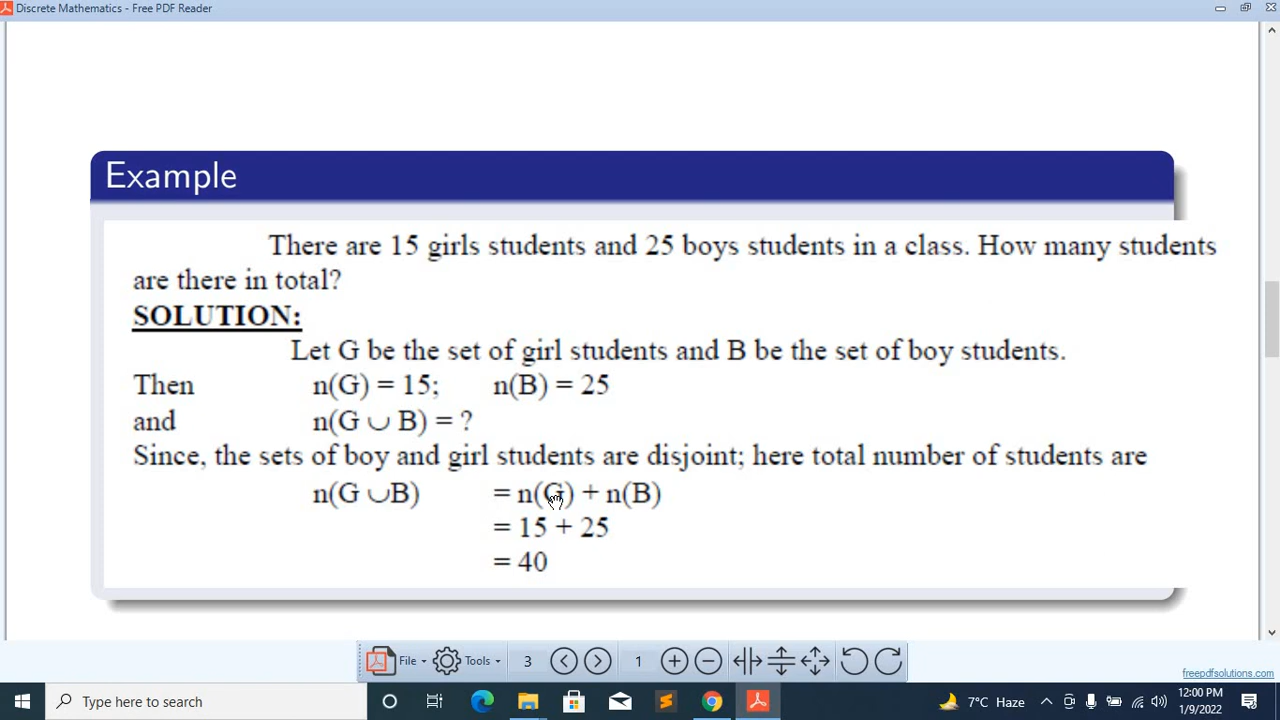 Discrete Mathematics - Free PDF Reader
Example
There are 15 girls students and 25 boys students in a class. How many students
are there in total?
SOLUTION:
Let G be the set of girl students and B be the set of boy students.
Then n(G) = 15; n(B) = 25
and n(G ∪ B) = ?
Since, the sets of boy and girl students are disjoint; here total number of students are
n(G ∪B) = n(G) + n(B)
= 15 + 25
= 40
File Tools 3 1
freepdfsolutions.com
Type here to search
7°C Haze
12:00 PM
1/9/2022